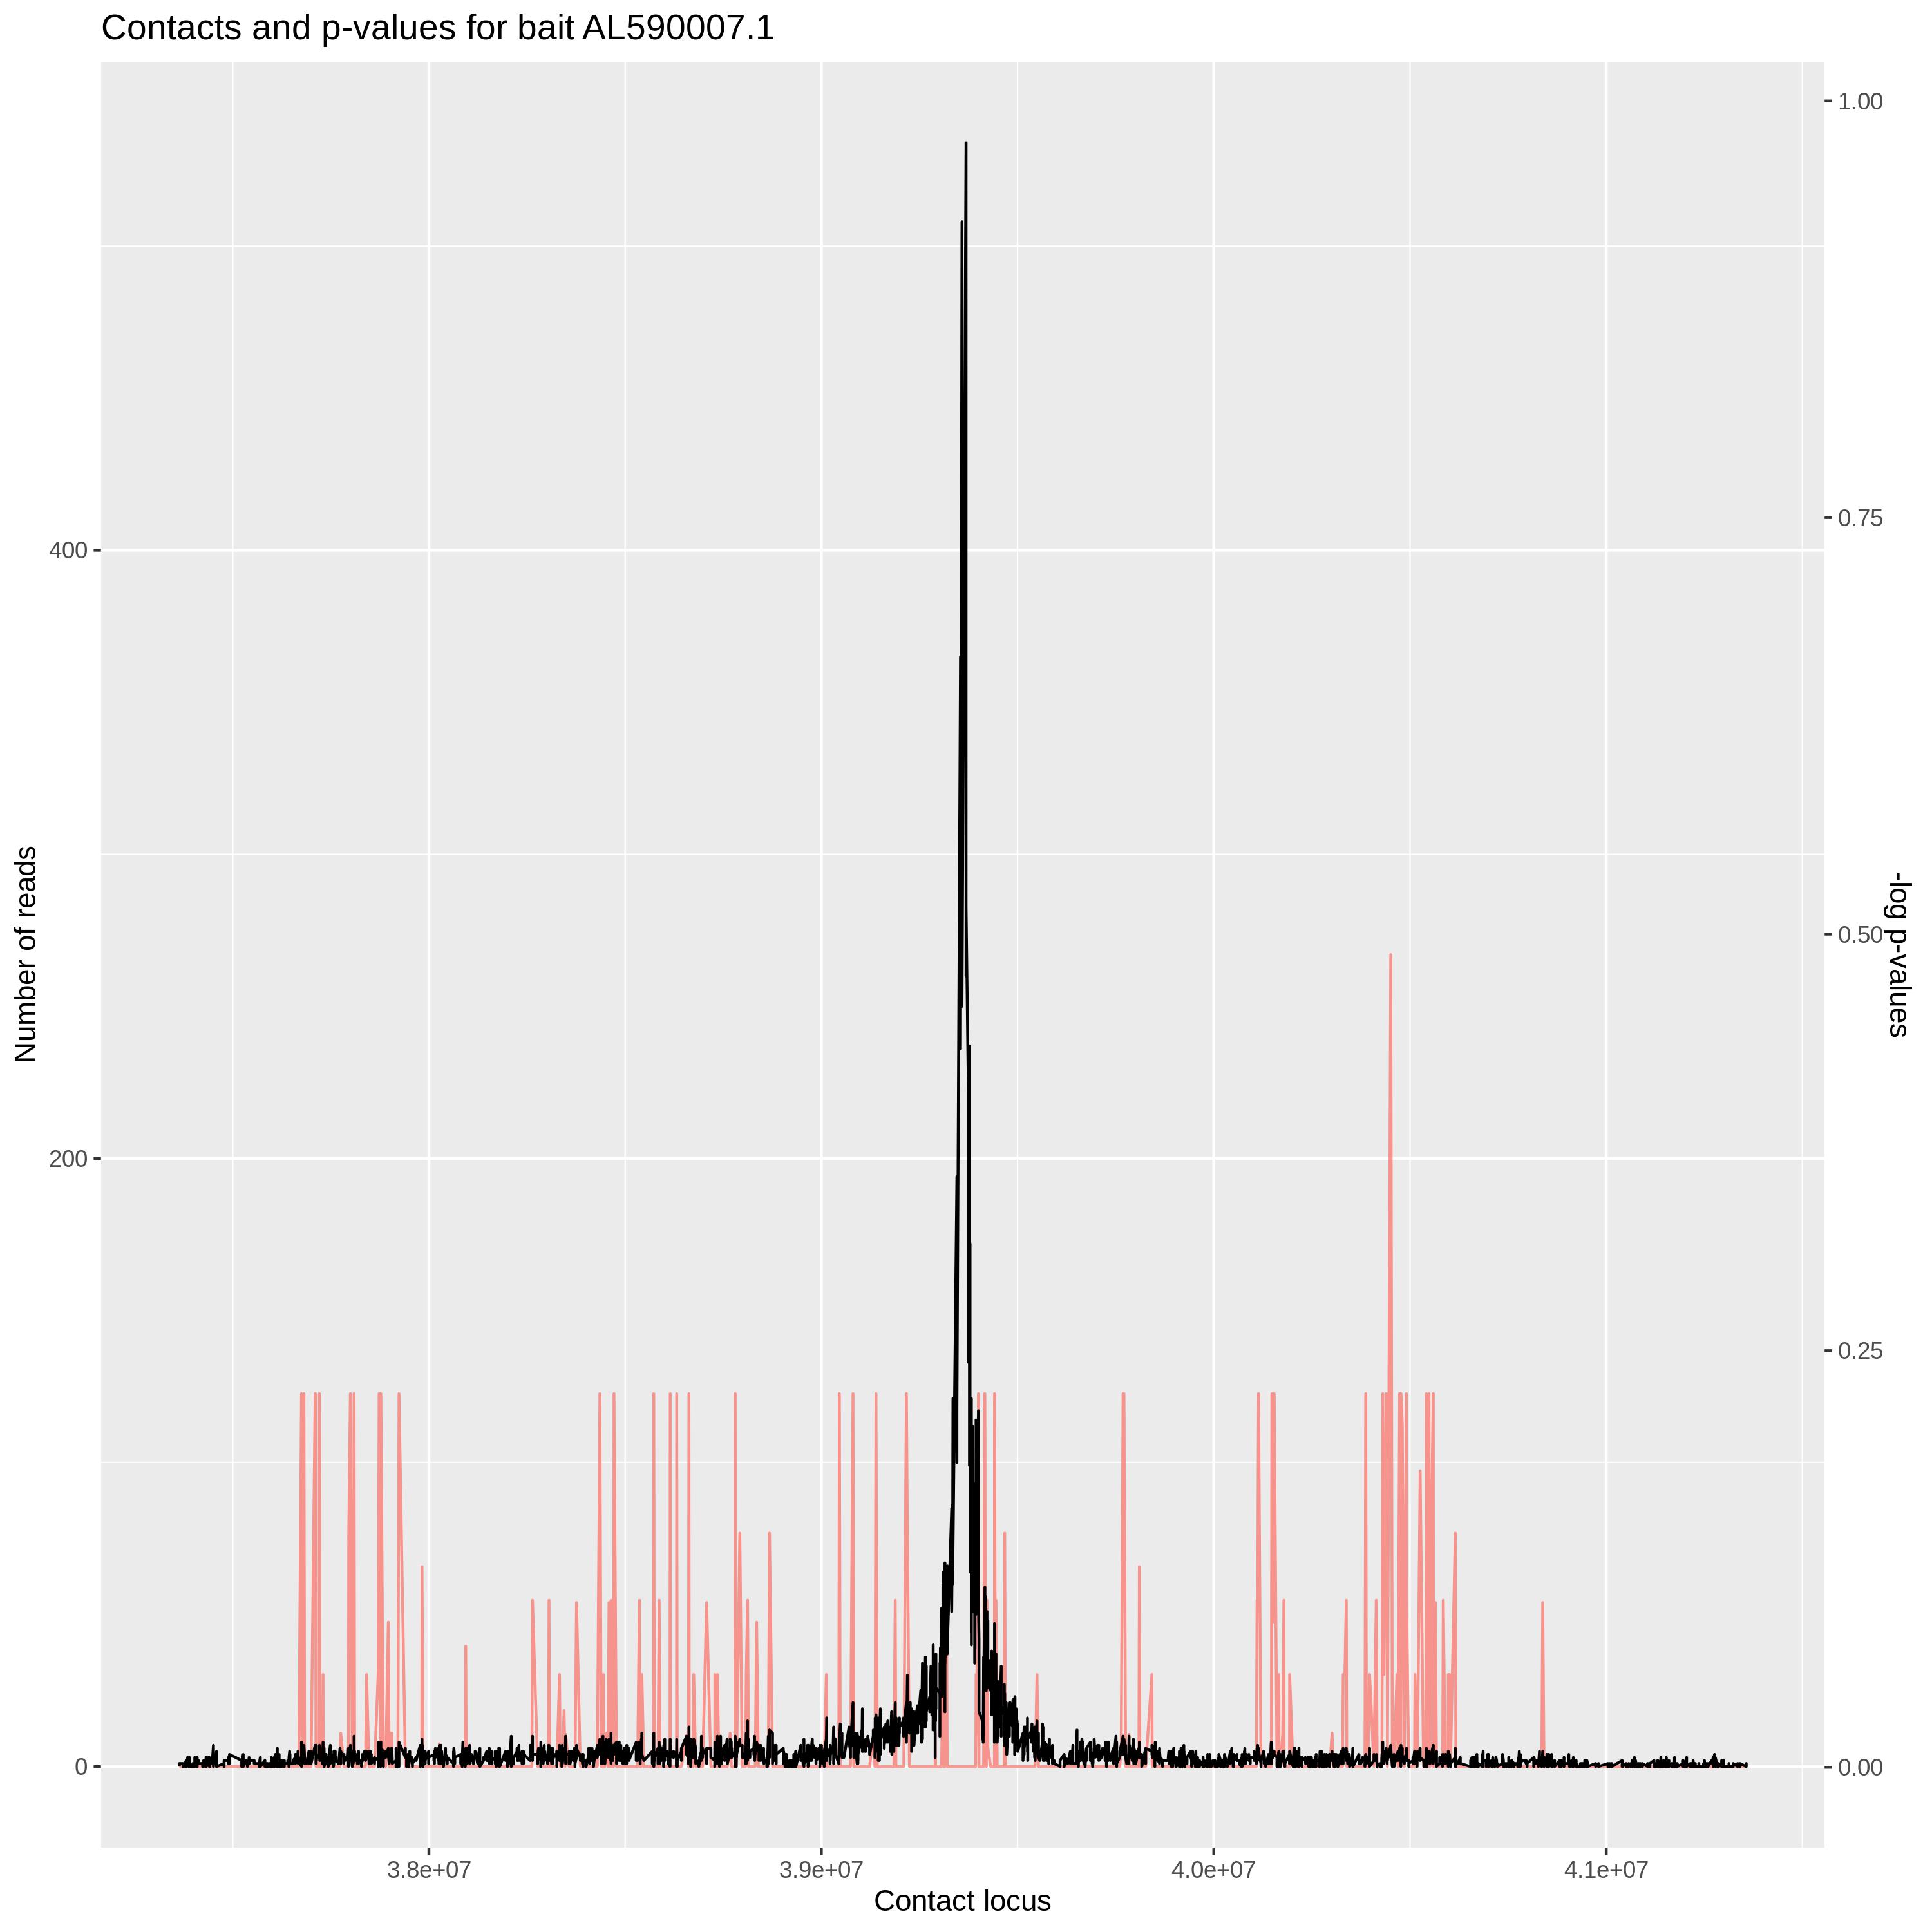 Contacts and p-values for bait AL590007.1
1.00
0.75
400
Number of reads
-log p-values
0.50
200
0.25
0
0.00
3.8e+07
3.9e+07
4.0e+07
4.1e+07
Contact locus